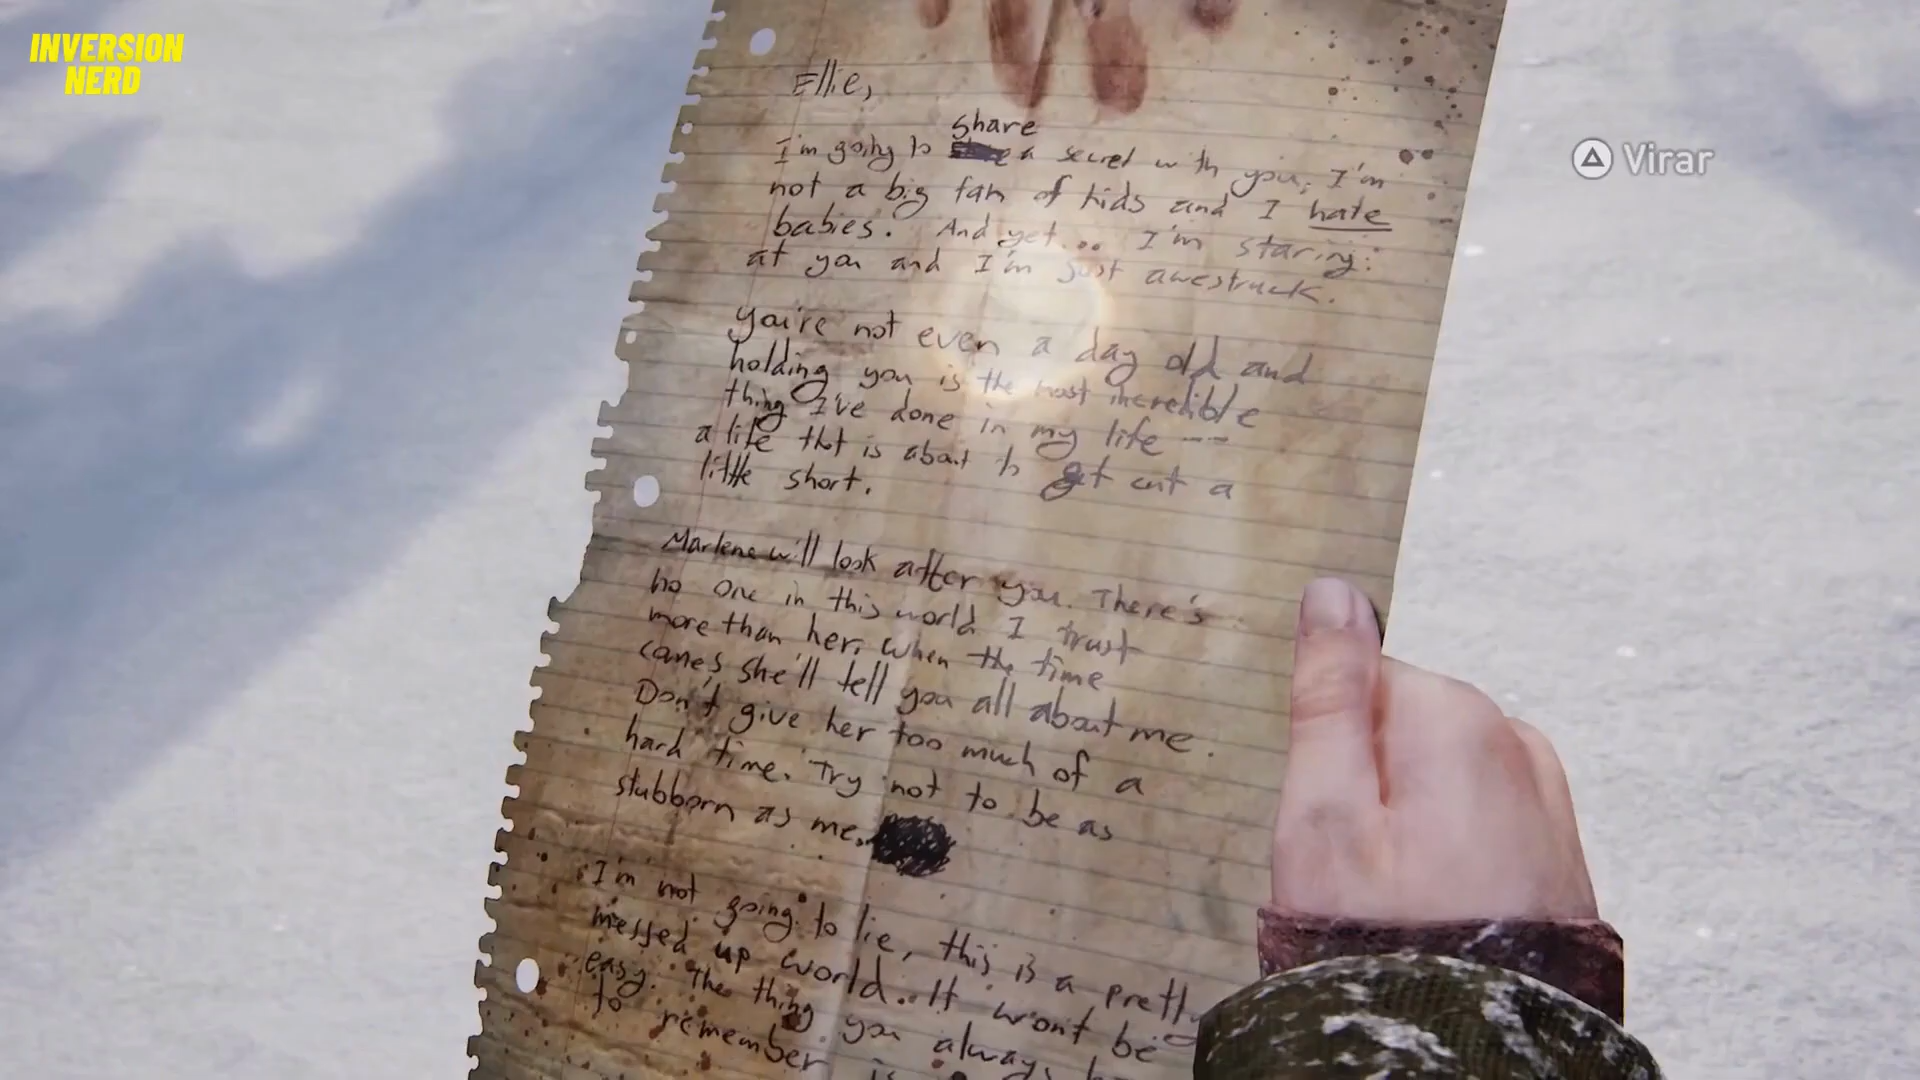 INVERSION
NERD
Virar
Ellie,
share
I'm going to a secret with you, I'm
not a big fan of kids and I hate
babies. And yet... I'm staring
at you and I'm just awestruck.
you're not even a day old and
holding you is the most incredible
thing I've done in my life --
a life that is about to get cut a
little short.
Marlene will look after you. There's
no one in this world I trust
more than her. When the time
comes she'll tell you all about me.
Don't give her too much of a
hard time. Try not to be as
stubborn as me.
I'm not going to lie, this is a pretty
messed up world. It won't be
easy. The thing you always
to remember is